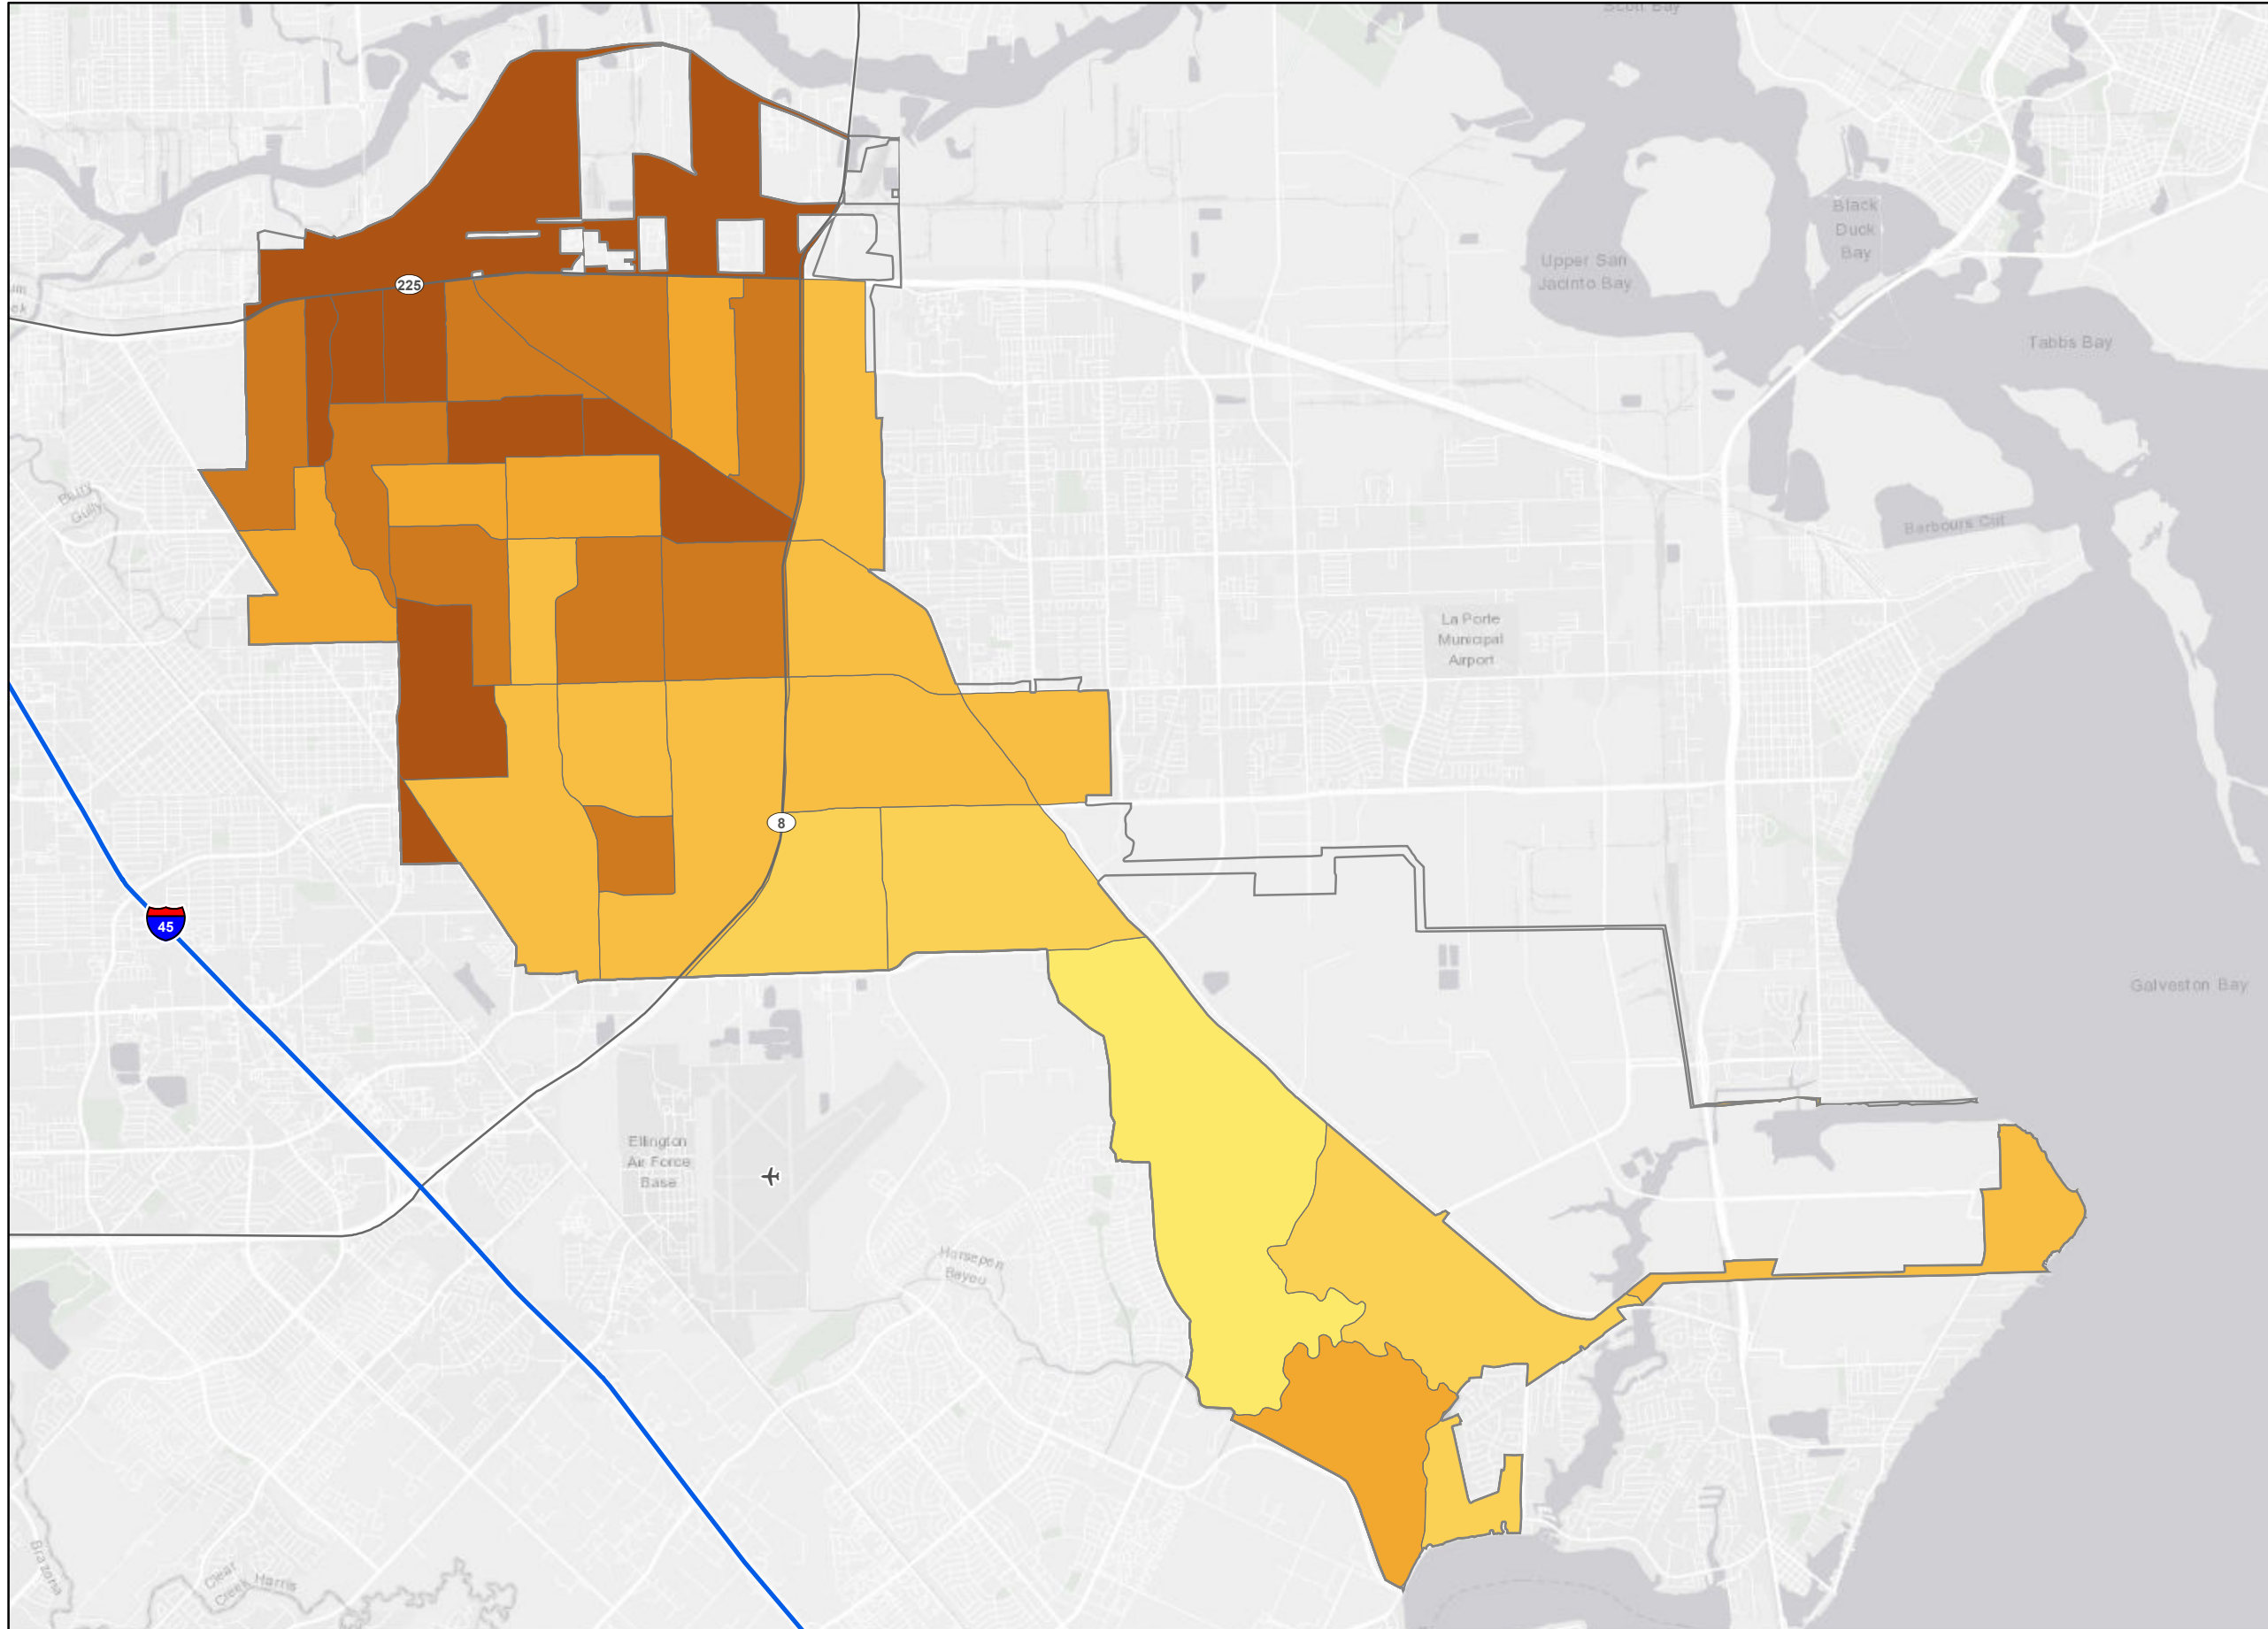 Scott Bay
Black
Duck
Bay
Upper San
Jacinto Bay
225
Tabbs Bay
Barbours Cut
Gully
La Porte
Municipal
Airport
8
45
Galveston Bay
Ellington
Air Force
Base
Horsepen
Bayou
Brazoria
Clear
Creek
Harris